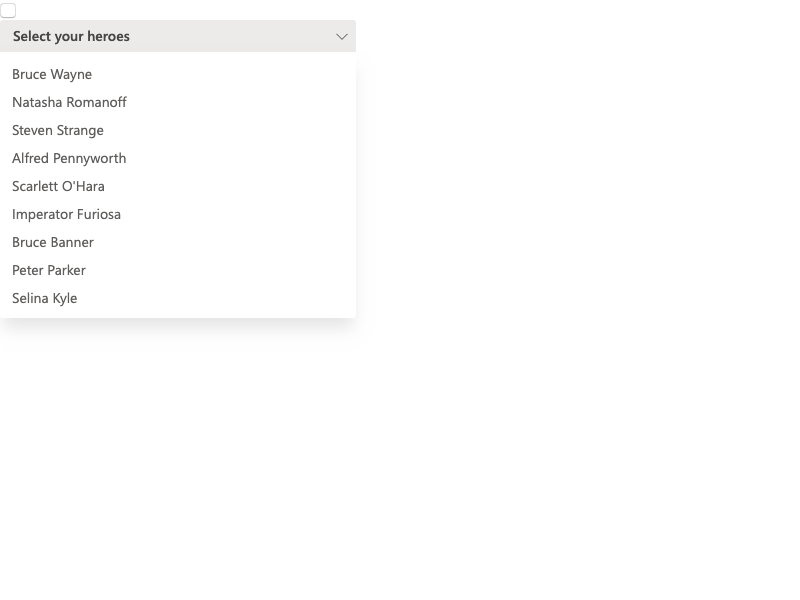 Select your heroes
Bruce Wayne
Natasha Romanoff
Steven Strange
Alfred Pennyworth
Scarlett O'Hara
Imperator Furiosa
Bruce Banner
Peter Parker
Selina Kyle